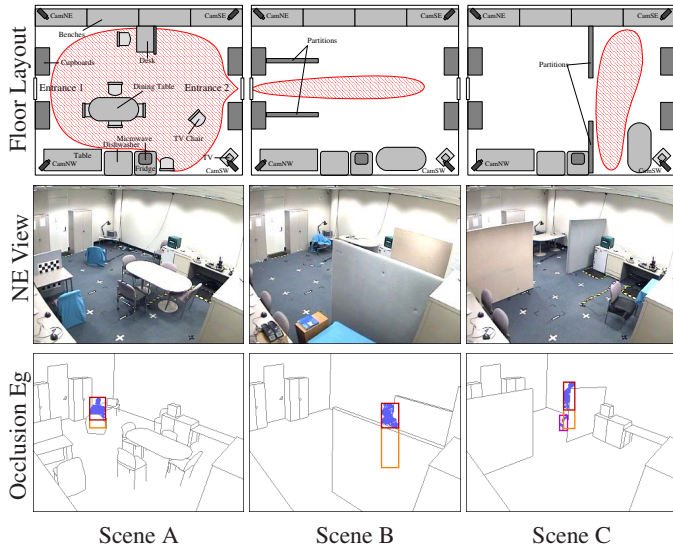 Floor Layout
CamNE
CamSE
Benches
Desk
Cupboards
Entrance 1
Entrance 2
Dining Table
TV Chair
Microwave
Dishwasher
Table
Fridge
TV
CamNW
CamSW
CamNE
CamSE
Partitions
CamNW
CamSW
CamNE
CamSE
Partitions
CamNW
CamSW
NE View
Occlusion Eg
Scene A
Scene B
Scene C